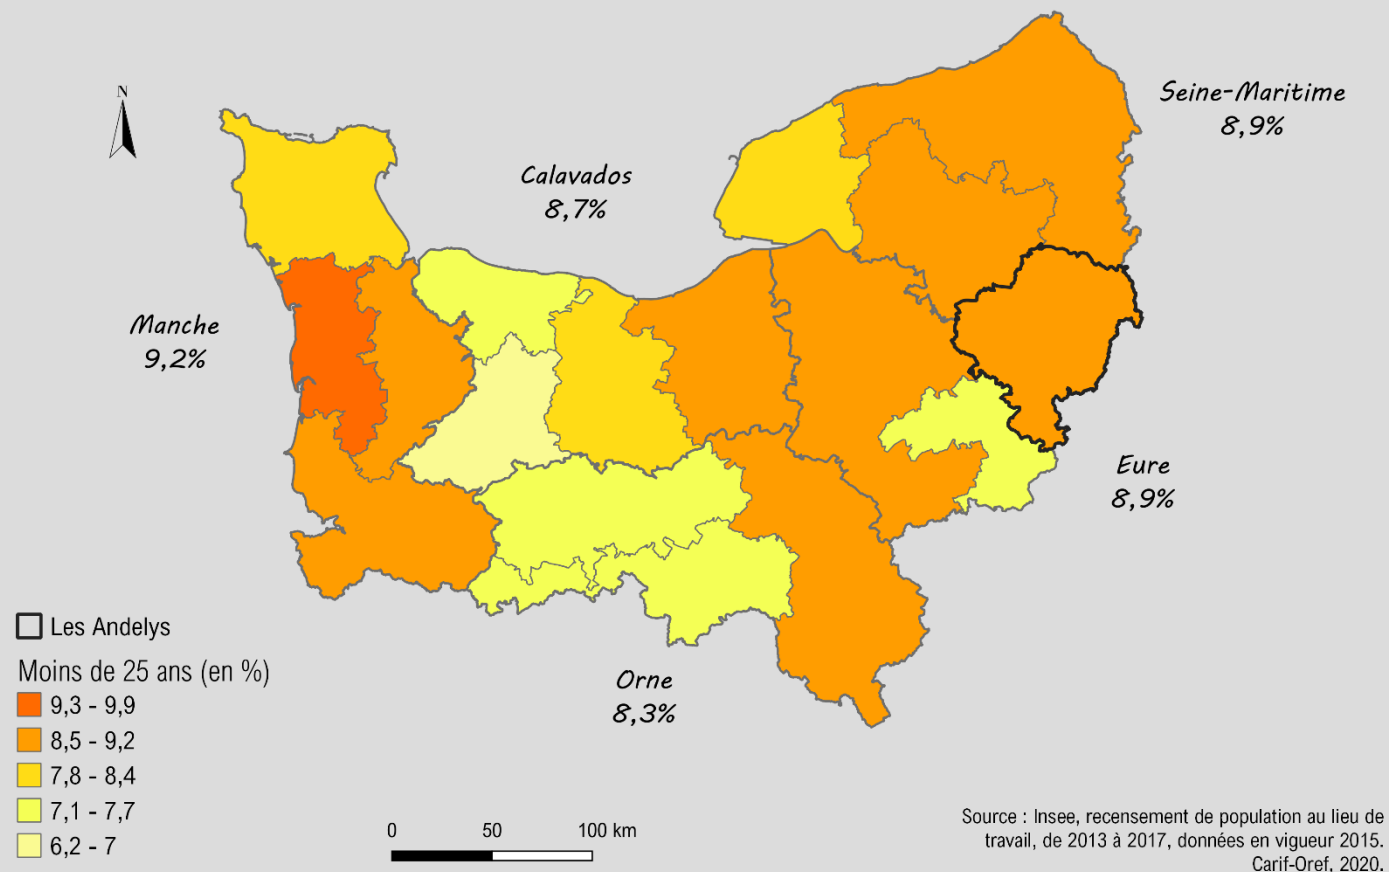 N
Seine-Maritime
8,9%
Calavados
8,7%
Manche
9,2%
Eure
8,9%
Orne
8,3%
Les Andelys
Moins de 25 ans (en %)
9,3 - 9,9
8,5 - 9,2
7,8 - 8,4
7,1 - 7,7
6,2 - 7
0 50 100 km
Source : Insee, recensement de population au lieu de
travail, de 2013 à 2017, données en vigueur 2015.
Carif-Oref, 2020.